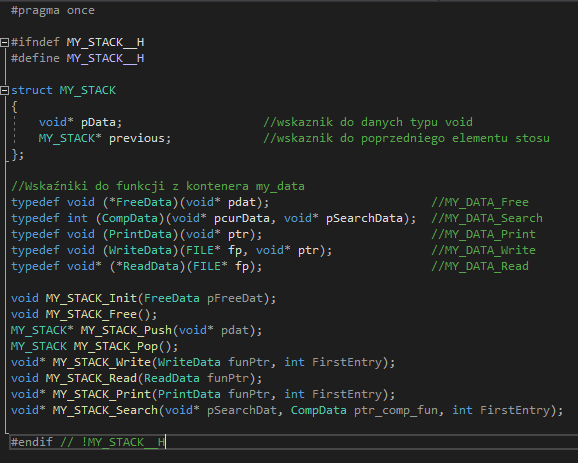 #pragma once
#ifndef MY_STACK__H
#define MY_STACK__H
struct MY_STACK
{
void* pData; //wskaznik do danych typu void
MY_STACK* previous; //wskaznik do poprzedniego elementu stosu
};
//Wskaźniki do funkcji z kontenera my_data
typedef void (*FreeData)(void* pdat); //MY_DATA_Free
typedef int (CompData)(void* pcurData, void* pSearchData); //MY_DATA_Search
typedef void (PrintData)(void* ptr); //MY_DATA_Print
typedef void (WriteData)(FILE* fp, void* ptr); //MY_DATA_Write
typedef void* (*ReadData)(FILE* fp); //MY_DATA_Read
void MY_STACK_Init(FreeData pFreeDat);
void MY_STACK_Free();
MY_STACK* MY_STACK_Push(void* pdat);
MY_STACK MY_STACK_Pop();
void* MY_STACK_Write(WriteData funPtr, int FirstEntry);
void MY_STACK_Read(ReadData funPtr);
void* MY_STACK_Print(PrintData funPtr, int FirstEntry);
void* MY_STACK_Search(void* pSearchDat, CompData ptr_comp_fun, int FirstEntry);
#endif // !MY_STACK__H